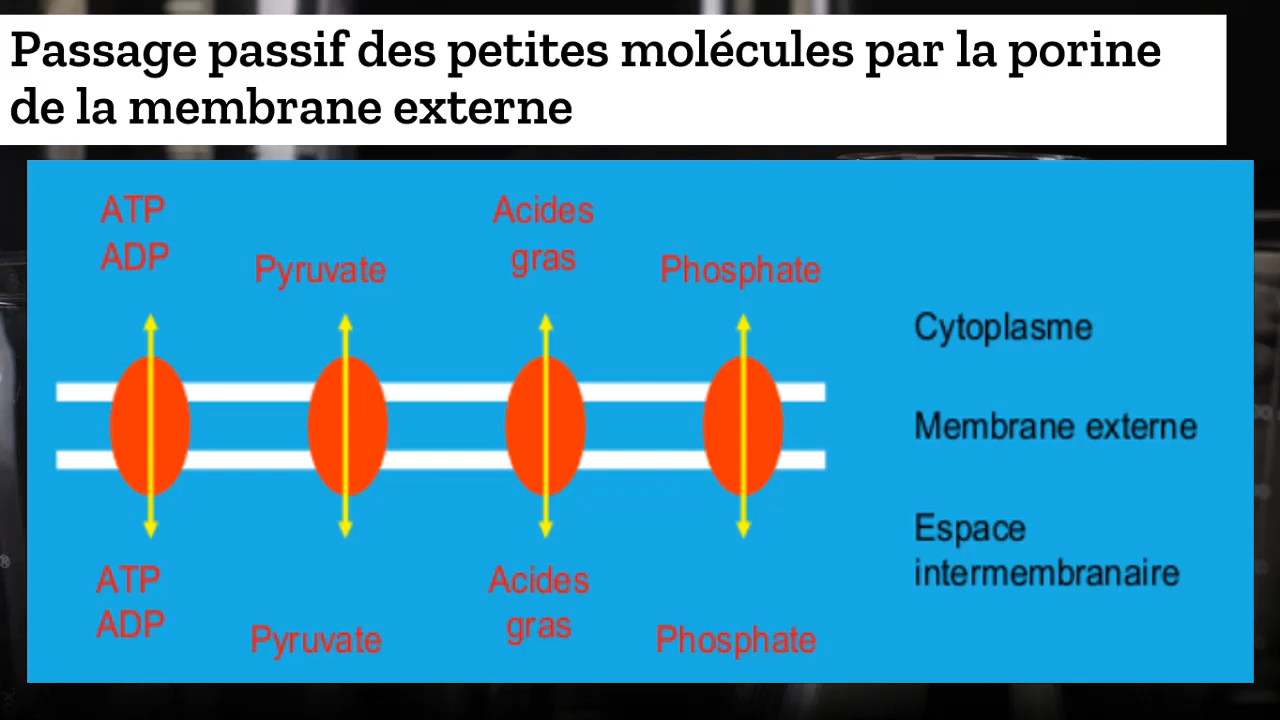 Passage passif des petites molécules par la porine
de la membrane externe
ATP
ADP
Pyruvate
Acides
gras
Phosphate
Cytoplasme
Membrane externe
Espace
intermembranaire
ATP
ADP
Pyruvate
Acides
gras
Phosphate